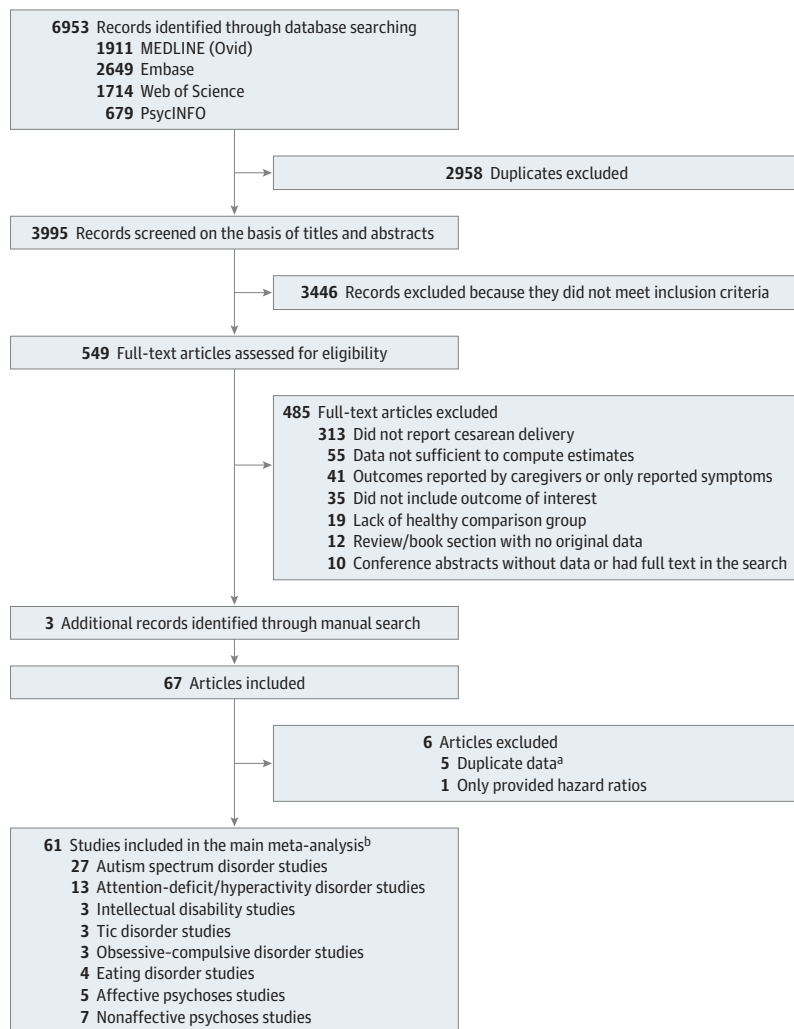 6953 Records identified through database searching
1911 MEDLINE (Ovid)
2649 Embase
1714 Web of Science
679 PsycINFO
2958 Duplicates excluded
3995 Records screened on the basis of titles and abstracts
3446 Records excluded because they did not meet inclusion criteria
549 Full-text articles assessed for eligibility
485 Full-text articles excluded
313 Did not report cesarean delivery
55 Data not sufficient to compute estimates
41 Outcomes reported by caregivers or only reported symptoms
35 Did not include outcome of interest
19 Lack of healthy comparison group
12 Review/book section with no original data
10 Conference abstracts without data or had full text in the search
3 Additional records identified through manual search
67 Articles included
6 Articles excluded
5 Duplicate dataᵃ
1 Only provided hazard ratios
61 Studies included in the main meta-analysisᵇ
27 Autism spectrum disorder studies
13 Attention-deficit/hyperactivity disorder studies
3 Intellectual disability studies
3 Tic disorder studies
3 Obsessive-compulsive disorder studies
4 Eating disorder studies
5 Affective psychoses studies
7 Nonaffective psychoses studies